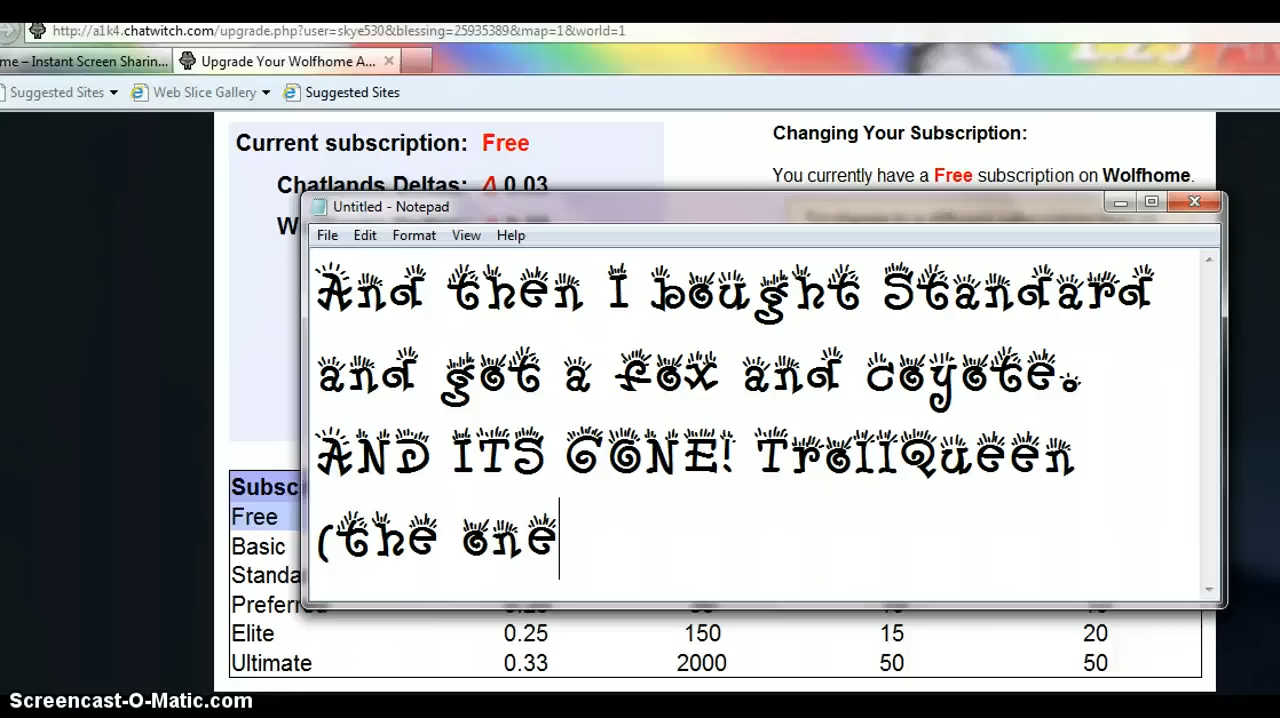 http://a1k4.chatwitch.com/upgrade.php?user=skye530&blessing=25935389&map=1&world=1
me – Instant Screen Sharin...
Upgrade Your Wolfhome A...
Suggested Sites
Web Slice Gallery
Suggested Sites
Current subscription: Free
Changing Your Subscription:
Chatlands Deltas: Δ 0.03
You currently have a Free subscription on Wolfhome.
Untitled - Notepad
File Edit Format View Help
And then I bought Standard
and got a fox and coyote.
AND ITS GONE! TrollQueen
(the one
Subsc
Free
Basic
Standa
Preferred
Elite 0.25 150 15 20
Ultimate 0.33 2000 50 50
Screencast-O-Matic.com